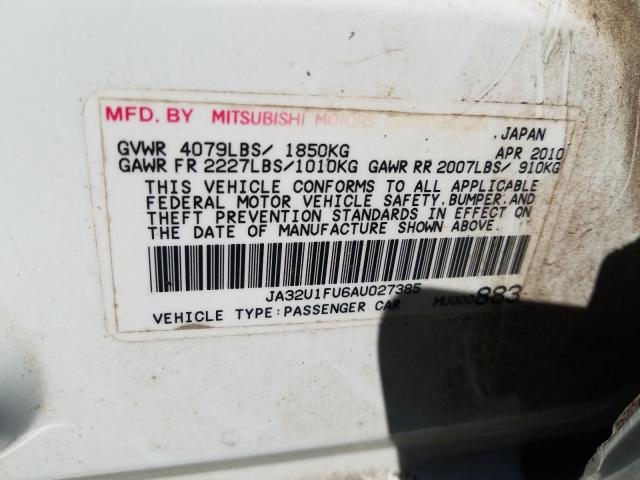 MFD. BY MITSUBISHI MOTORS
.JAPAN
GVWR 4079LBS/ 1850KG APR 2010
GAWR FR 2227LBS/1010KG GAWR RR 2007LBS/ 910KG
THIS VEHICLE CONFORMS TO ALL APPLICABLE
FEDERAL MOTOR VEHICLE SAFETY,BUMPER,AND
THEFT PREVENTION STANDARDS IN EFFECT ON
THE DATE OF MANUFACTURE SHOWN ABOVE.
JA32U1FU6AU027385
VEHICLE TYPE:PASSENGER CAR MU000883